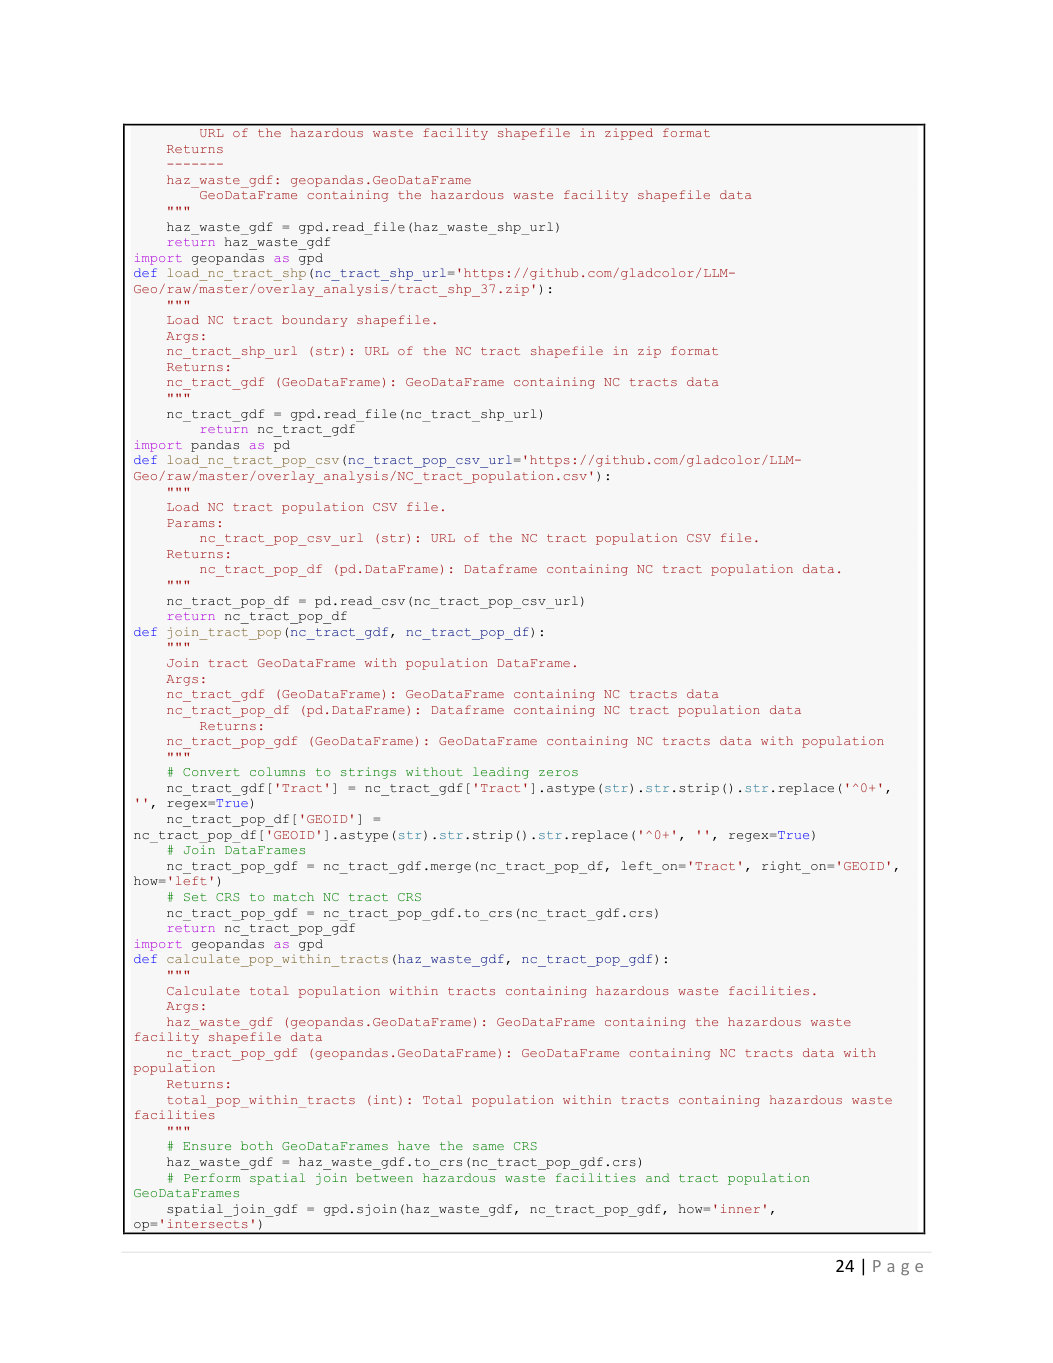 URL of the hazardous waste facility shapefile in zipped format
    Returns
    -------
    haz_waste_gdf: geopandas.GeoDataFrame
        GeoDataFrame containing the hazardous waste facility shapefile data
    """
    haz_waste_gdf = gpd.read_file(haz_waste_shp_url)
    return haz_waste_gdf
import geopandas as gpd
def load_nc_tract_shp(nc_tract_shp_url='https://github.com/gladcolor/LLM-
Geo/raw/master/overlay_analysis/tract_shp_37.zip'):
    """
    Load NC tract boundary shapefile.
    Args:
    nc_tract_shp_url (str): URL of the NC tract shapefile in zip format
    Returns:
    nc_tract_gdf (GeoDataFrame): GeoDataFrame containing NC tracts data
    """
    nc_tract_gdf = gpd.read_file(nc_tract_shp_url)
        return nc_tract_gdf
import pandas as pd
def load_nc_tract_pop_csv(nc_tract_pop_csv_url='https://github.com/gladcolor/LLM-
Geo/raw/master/overlay_analysis/NC_tract_population.csv'):
    """
    Load NC tract population CSV file.
    Params:
        nc_tract_pop_csv_url (str): URL of the NC tract population CSV file.
    Returns:
        nc_tract_pop_df (pd.DataFrame): Dataframe containing NC tract population data.
    """
    nc_tract_pop_df = pd.read_csv(nc_tract_pop_csv_url)
    return nc_tract_pop_df
def join_tract_pop(nc_tract_gdf, nc_tract_pop_df):
    """
    Join tract GeoDataFrame with population DataFrame.
    Args:
    nc_tract_gdf (GeoDataFrame): GeoDataFrame containing NC tracts data
    nc_tract_pop_df (pd.DataFrame): Dataframe containing NC tract population data
        Returns:
    nc_tract_pop_gdf (GeoDataFrame): GeoDataFrame containing NC tracts data with population
    """
    # Convert columns to strings without leading zeros
    nc_tract_gdf['Tract'] = nc_tract_gdf['Tract'].astype(str).str.strip().str.replace('^0+',
'', regex=True)
    nc_tract_pop_df['GEOID'] =
nc_tract_pop_df['GEOID'].astype(str).str.strip().str.replace('^0+', '', regex=True)
    # Join DataFrames
    nc_tract_pop_gdf = nc_tract_gdf.merge(nc_tract_pop_df, left_on='Tract', right_on='GEOID',
how='left')
    # Set CRS to match NC tract CRS
    nc_tract_pop_gdf = nc_tract_pop_gdf.to_crs(nc_tract_gdf.crs)
    return nc_tract_pop_gdf
import geopandas as gpd
def calculate_pop_within_tracts(haz_waste_gdf, nc_tract_pop_gdf):
    """
    Calculate total population within tracts containing hazardous waste facilities.
    Args:
    haz_waste_gdf (geopandas.GeoDataFrame): GeoDataFrame containing the hazardous waste
facility shapefile data
    nc_tract_pop_gdf (geopandas.GeoDataFrame): GeoDataFrame containing NC tracts data with
population
    Returns:
    total_pop_within_tracts (int): Total population within tracts containing hazardous waste
facilities
    """
    # Ensure both GeoDataFrames have the same CRS
    haz_waste_gdf = haz_waste_gdf.to_crs(nc_tract_pop_gdf.crs)
    # Perform spatial join between hazardous waste facilities and tract population
GeoDataFrames
    spatial_join_gdf = gpd.sjoin(haz_waste_gdf, nc_tract_pop_gdf, how='inner',
op='intersects')
24 | P a g e